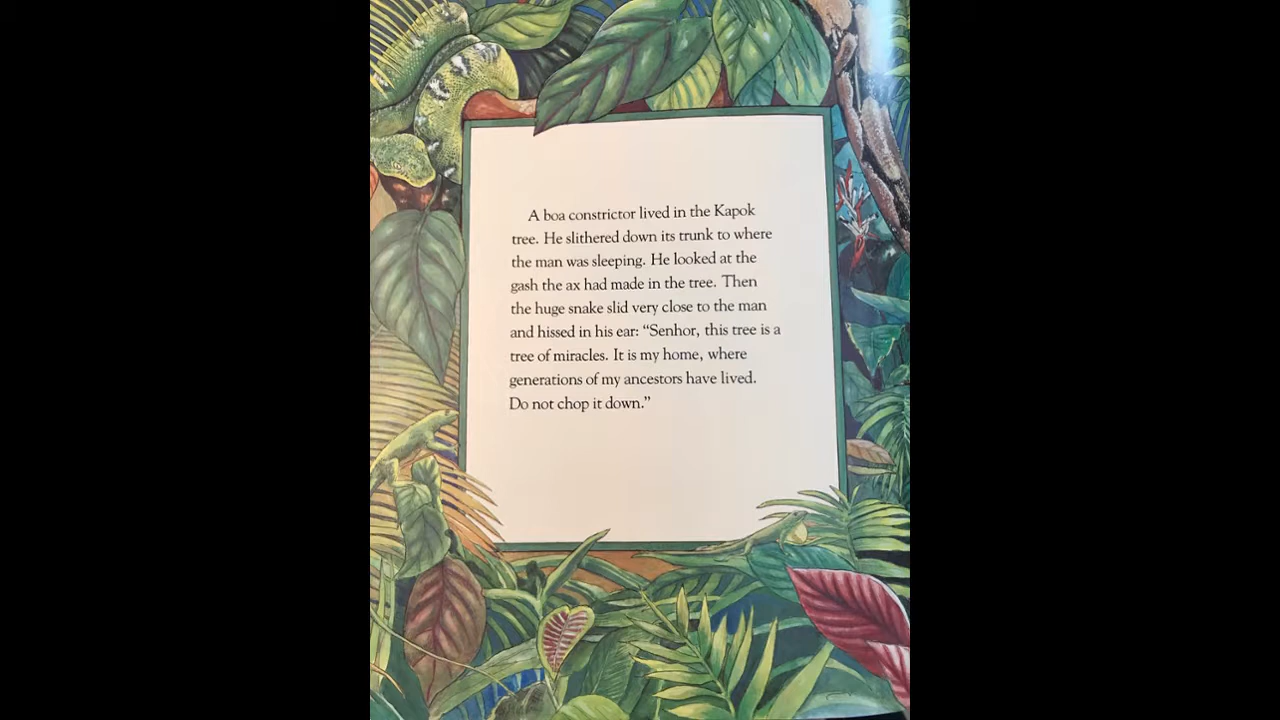 A boa constrictor lived in the Kapok
tree. He slithered down its trunk to where
the man was sleeping. He looked at the
gash the ax had made in the tree. Then
the huge snake slid very close to the man
and hissed in his ear: “Senhor, this tree is a
tree of miracles. It is my home, where
generations of my ancestors have lived.
Do not chop it down.”